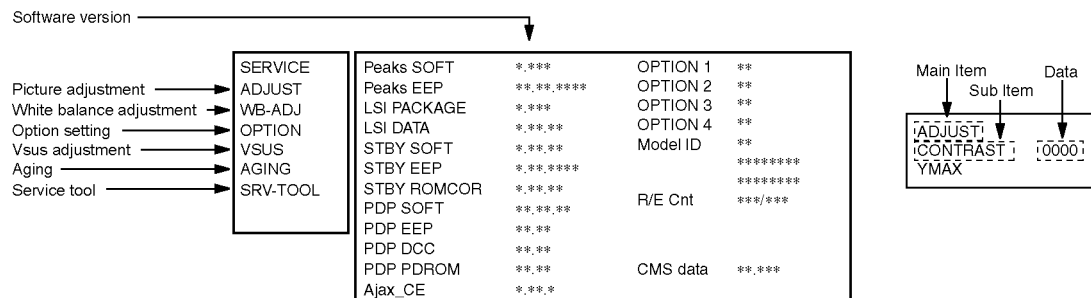 Software version
Picture adjustment
White balance adjustment
Option setting
Vsus adjustment
Aging
Service tool
SERVICE
ADJUST
WB-ADJ
OPTION
VSUS
AGING
SRV-TOOL
Peaks SOFT *.*** OPTION 1 **
Peaks EEP **.**.**** OPTION 2 **
LSI PACKAGE *.*** OPTION 3 **
LSI DATA *.**.** OPTION 4 **
STBY SOFT *.**.** Model ID **
STBY EEP *.**.**** ********
STBY ROMCOR *.**.** ********
PDP SOFT **.**.** R/E Cnt ***/***
PDP EEP **.**
PDP DCC **.**
PDP PDROM **.** CMS data **.***
Ajax_CE *.**.*
Main Item
Sub Item
Data
ADJUST
CONTRAST 0000
YMAX